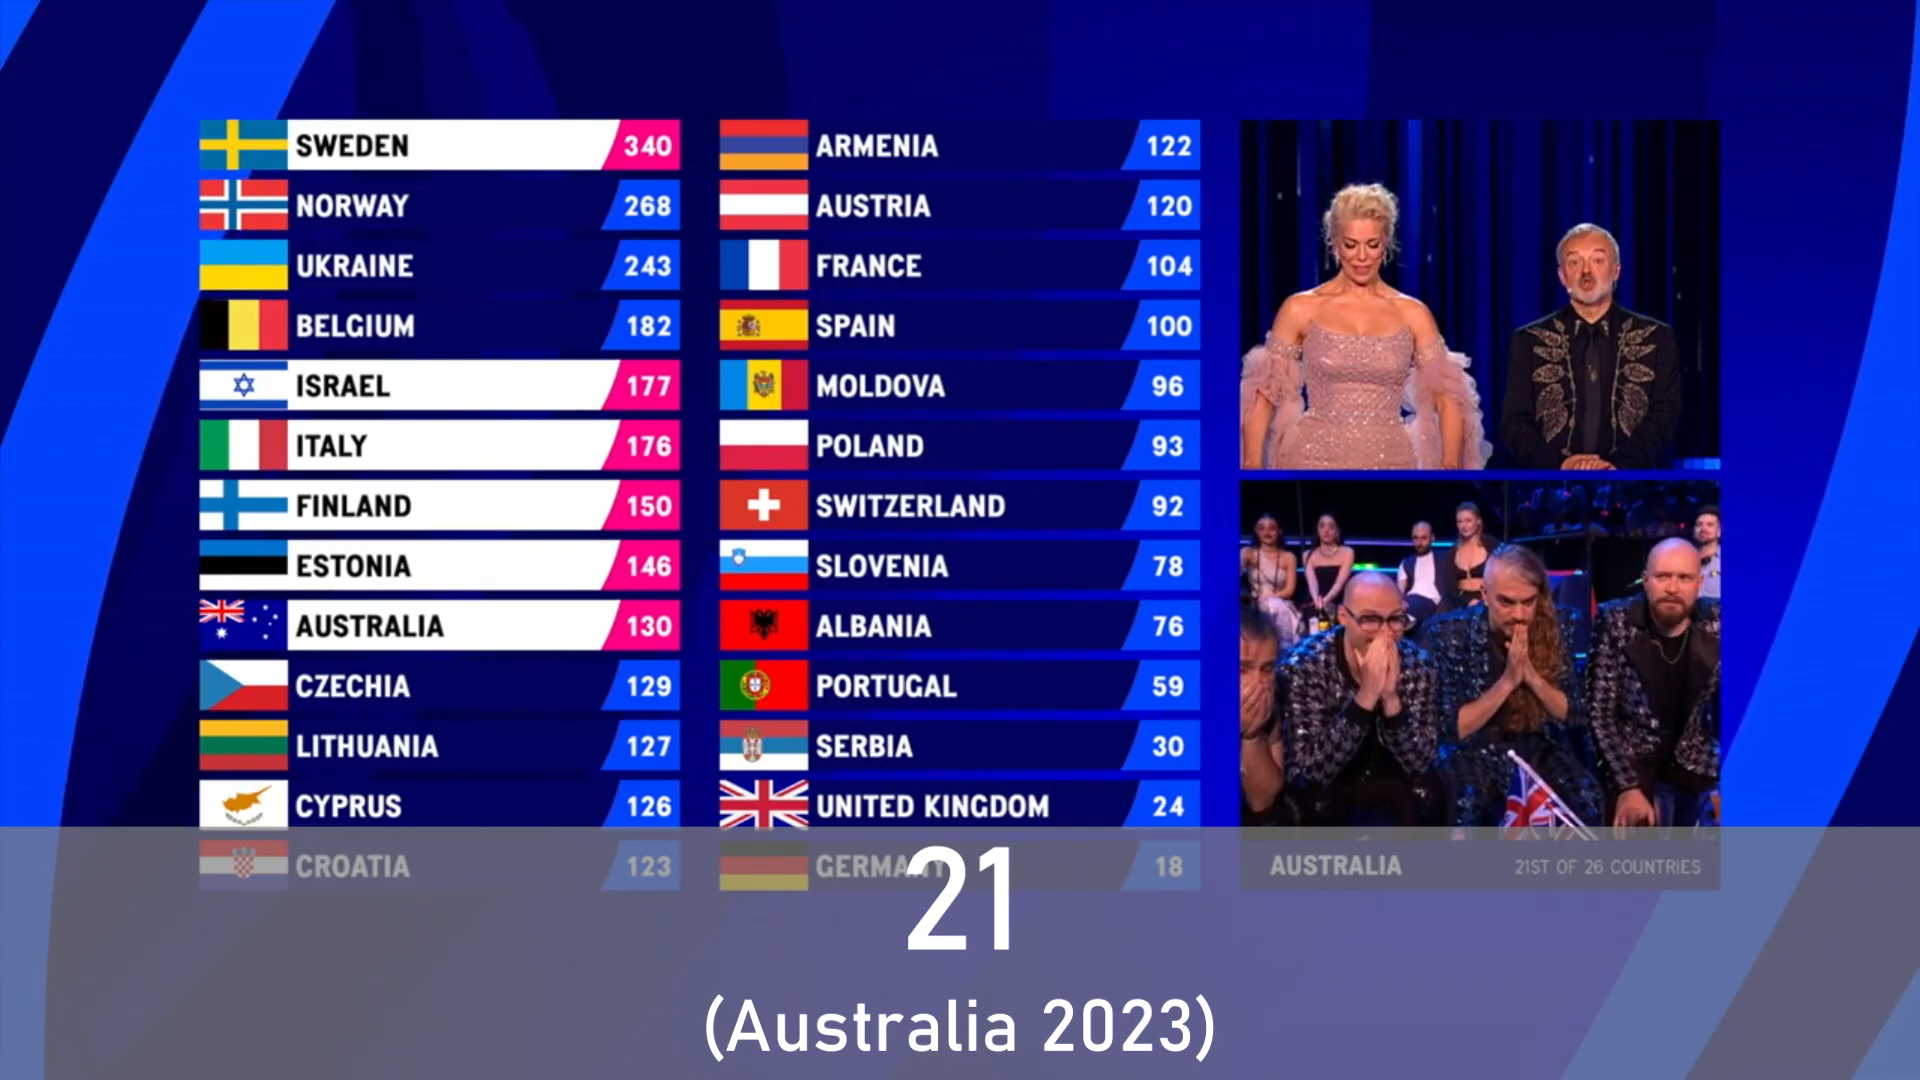 SWEDEN 340
NORWAY 268
UKRAINE 243
BELGIUM 182
ISRAEL 177
ITALY 176
FINLAND 150
ESTONIA 146
AUSTRALIA 130
CZECHIA 129
LITHUANIA 127
CYPRUS 126
CROATIA 123
ARMENIA 122
AUSTRIA 120
FRANCE 104
SPAIN 100
MOLDOVA 96
POLAND 93
SWITZERLAND 92
SLOVENIA 78
ALBANIA 76
PORTUGAL 59
SERBIA 30
UNITED KINGDOM 24
GERMANY 18
AUSTRALIA 21ST OF 26 COUNTRIES
21
(Australia 2023)